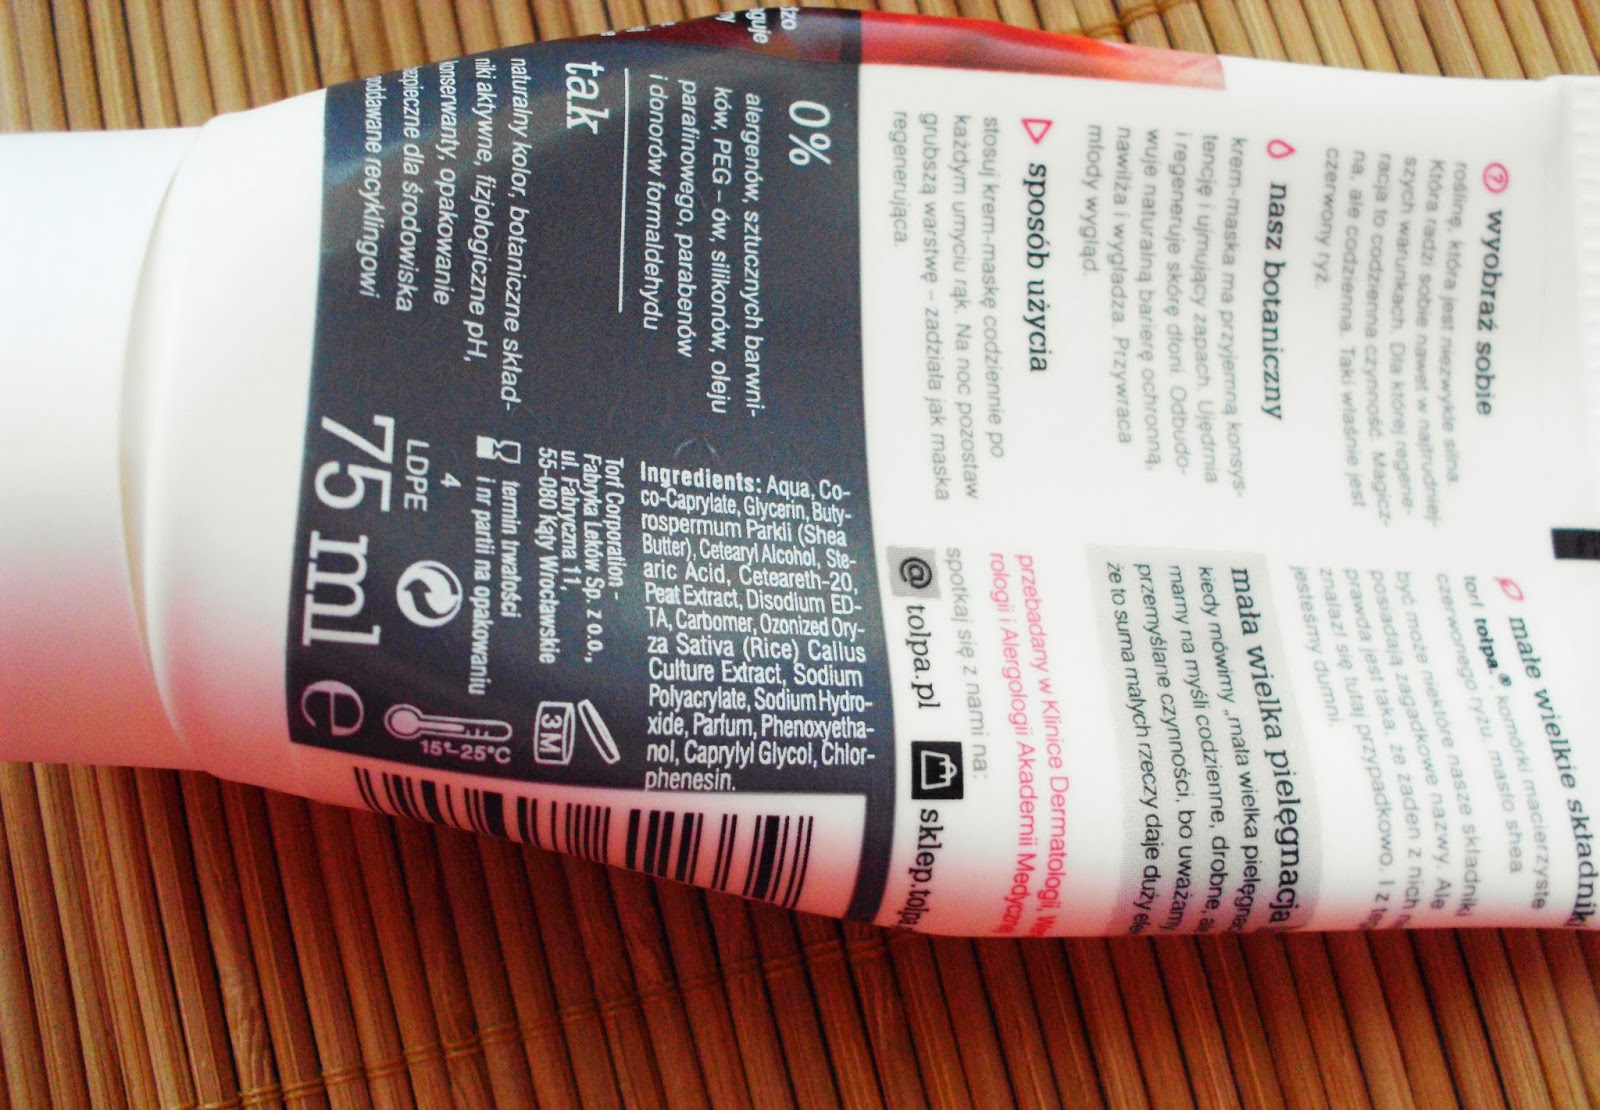 wyobraź sobie
roślinę, która jest niezwykle silna.
Która radzi sobie nawet w najtrudniej-
szych warunkach. Dla której regene-
racja to codzienna czynność. Magicz-
na, ale codzienna. Taki właśnie jest
czerwony ryż.
nasz botaniczny
krem-maska ma przyjemną konsys-
tencję i ujmujący zapach. Ujędrnia
i regeneruje skórę dłoni. Odbudo-
wuje naturalną barierę ochronną,
nawilża i wygładza. Przywraca
młody wygląd.
sposób użycia
stosuj krem-maskę codziennie po
każdym umyciu rąk. Na noc pozostaw
grubszą warstwę – zadziała jak maska
regenerująca.
małe wielkie składnik
torf tołpa.®, komórki macierzyste
czerwonego ryżu, masło shea
być może niektóre nasze składniki
posiadają zagadkowe nazwy. Ale
prawda jest taka, że żaden z nich
znalazł się tutaj przypadkowo. I z
jesteśmy dumni.
mała wielka pielęgnacja
kiedy mówimy „mała wielka
mamy na myśli codzienne, drobne,
przemyślane czynności, bo uważamy
że to suma małych rzeczy daje duży
przebadany w Klinice Dermatologii,
rologii i Alergologii Akademii
spotkaj się z nami na:
@ tolpa.pl
sklep.tolpa
0%
alergenów, sztucznych barwni-
ków, PEG – ów, silikonów, oleju
parafinowego, parabenów
i donorów formaldehydu
tak
naturalny kolor, botaniczne skład-
niki aktywne, fizjologiczne pH,
konserwanty, opakowanie
bezpieczne dla środowiska
poddawane recyklingowi
Ingredients: Aqua, Co-
co-Caprylate, Glycerin, Buty-
rospermum Parkii (Shea
Butter), Cetearyl Alcohol, Ste-
aric Acid, Ceteareth-20,
Peat Extract, Disodium ED-
TA, Carbomer, Ozonized Ory-
za Sativa (Rice) Callus
Culture Extract, Sodium
Polyacrylate, Sodium Hydro-
xide, Parfum, Phenoxyetha-
nol, Caprylyl Glycol, Chlor-
phenesin.
Torf Corporation -
Fabryka Leków Sp. z o.o.,
ul. Fabryczna 11,
55-080 Kąty Wrocławskie
3M
termin trwałości
i nr partii na opakowaniu
4
LDPE
15°-25°C
75 ml e